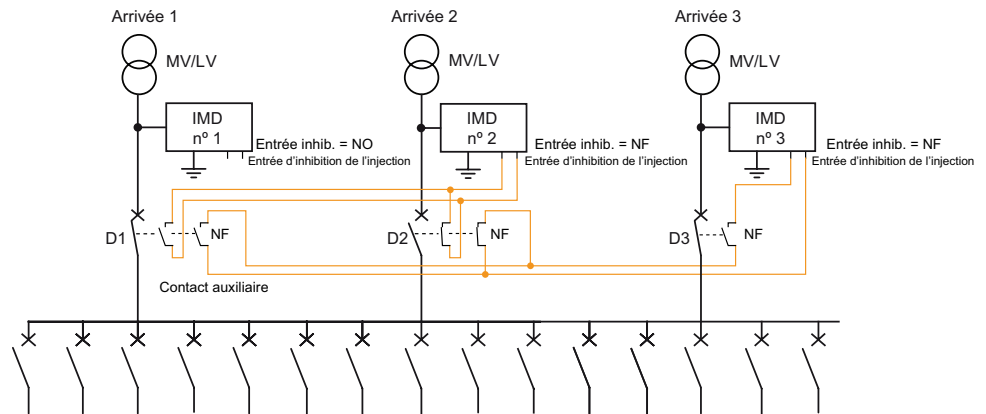 Arrivée 1
Arrivée 2
Arrivée 3
MV/LV
MV/LV
MV/LV
IMD
nº 1
IMD
nº 2
IMD
nº 3
Entrée inhib. = NO
Entrée d'inhibition de l'injection
Entrée inhib. = NF
Entrée d'inhibition de l'injection
Entrée inhib. = NF
Entrée d'inhibition de l'injection
D1
NF
D2
NF
D3
NF
Contact auxiliaire